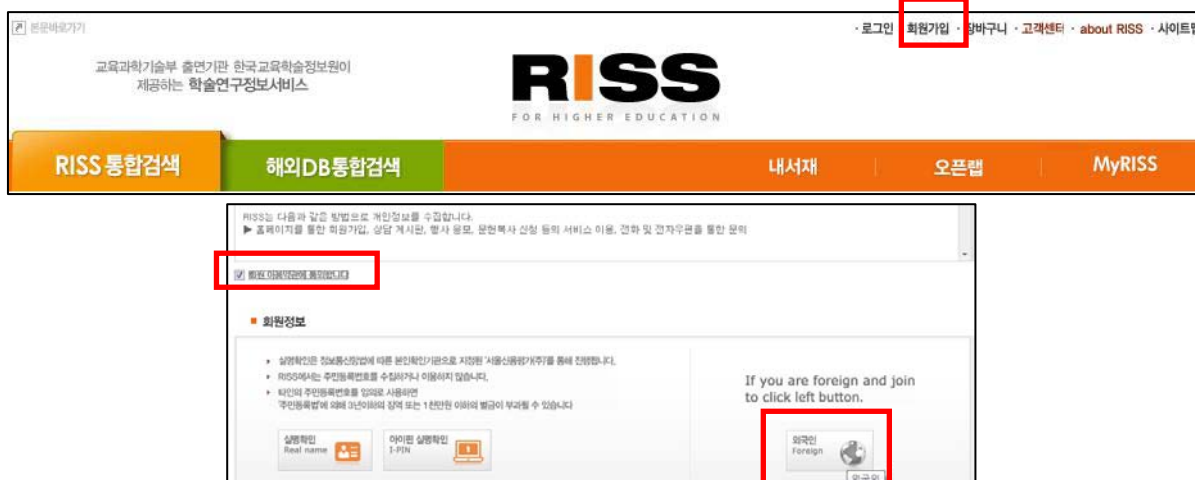 본문바로가기
· 로그인 · 회원가입 · 장바구니 · 고객센터 · about RISS · 사이트맵
교육과학기술부 출연기관 한국교육학술정보원이
제공하는 학술연구정보서비스
RISS
FOR HIGHER EDUCATION
RISS 통합검색 해외DB통합검색 내서재 오픈랩 MyRISS
RISS는 다음과 같은 방법으로 개인정보를 수집합니다.
▶ 홈페이지를 통한 회원가입, 상담 게시판, 행사 응모, 문헌복사 신청 등의 서비스 이용, 전화 및 전자우편을 통한 문의
회원 이용약관에 동의합니다
회원정보
실명확인은 정보통신망법에 따른 본인확인기관으로 지정된 '서울신용평가(주)'를 통해 진행합니다.
RISS에서는 주민등록번호를 수집하거나 이용하지 않습니다.
타인의 주민등록번호를 임의로 사용하면
'주민등록법'에 의해 3년이하의 징역 또는 1천만원 이하의 벌금이 부과될 수 있습니다
If you are foreign and join
to click left button.
실명확인
Real name
아이핀 실명확인
I-PIN
외국인
Foreign
외국인